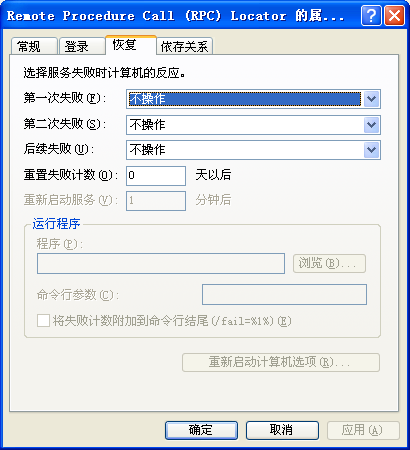 Remote Procedure Call (RPC) Locator 的属...
常规 登录 恢复 依存关系
选择服务失败时计算机的反应。
第一次失败(F): 不操作
第二次失败(S): 不操作
后续失败(U): 不操作
重置失败计数(O): 0 天以后
重新启动服务(V): 1 分钟后
运行程序
程序(P):
浏览(B)...
命令行参数(C):
将失败计数附加到命令行结尾(/fail=%1%)(E)
重新启动计算机选项(R)...
确定 取消 应用(A)